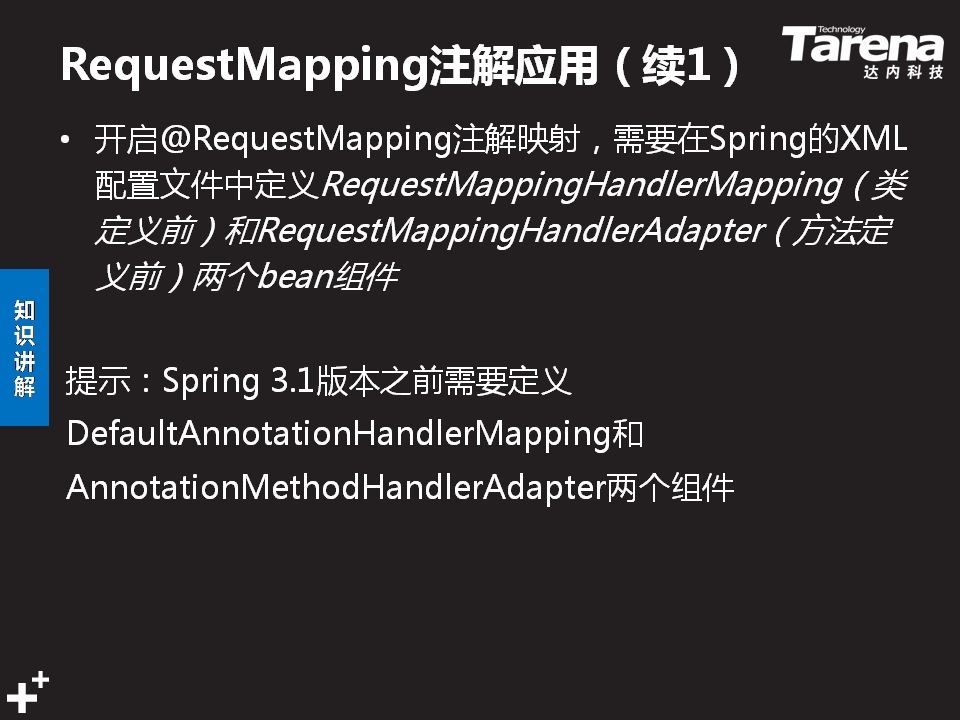 RequestMapping注解应用（续1）
Technology
Tarena
达内科技
• 开启@RequestMapping注解映射，需要在Spring的XML
配置文件中定义RequestMappingHandlerMapping（类
定义前）和RequestMappingHandlerAdapter（方法定
义前）两个bean组件
知
识
讲
解
提示：Spring 3.1版本之前需要定义
DefaultAnnotationHandlerMapping和
AnnotationMethodHandlerAdapter两个组件